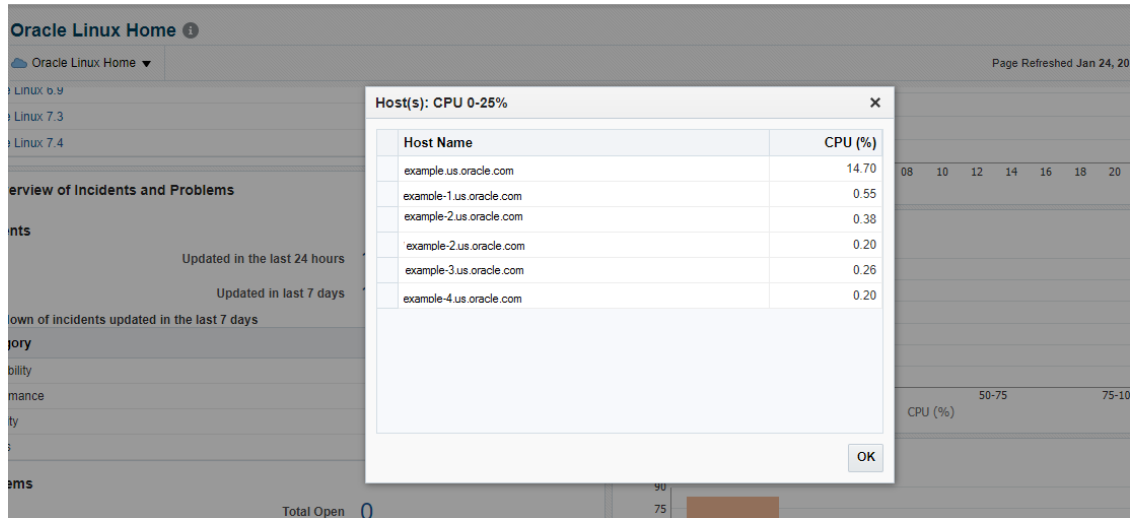 Oracle Linux Home
Oracle Linux Home
Page Refreshed Jan 24, 20
Linux 6.9
Linux 7.3
Linux 7.4
Host(s): CPU 0-25%
Host Name CPU (%)
example.us.oracle.com 14.70
example-1.us.oracle.com 0.55
example-2.us.oracle.com 0.38
example-2.us.oracle.com 0.20
example-3.us.oracle.com 0.26
example-4.us.oracle.com 0.20
OK
08 10 12 14 16 18 20
erview of Incidents and Problems
nts
Updated in the last 24 hours
Updated in last 7 days
down of incidents updated in the last 7 days
gory
bility
mance
ty
s
ems
Total Open 0
50-75 75-10
CPU (%)
90
75